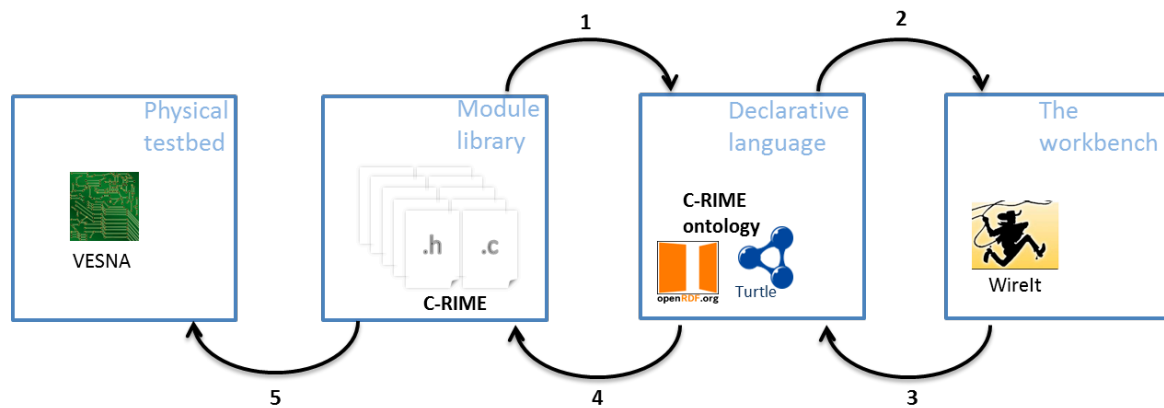 1
2
Physical
testbed
VESNA
Module
library
.h
.c
C-RIME
Declarative
language
C-RIME
ontology
openRDF.org
Turtle
The
workbench
WireIt
5
4
3